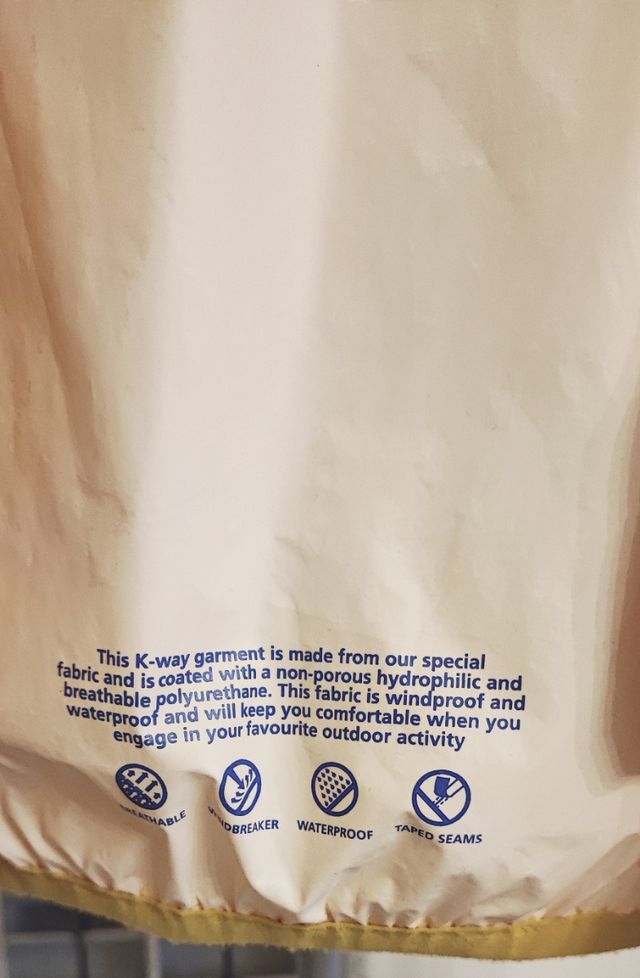 This K-way garment is made from our special
fabric and is coated with a non-porous hydrophilic and
breathable polyurethane. This fabric is windproof and
waterproof and will keep you comfortable when you
engage in your favourite outdoor activity
BREATHABLE WINDBREAKER WATERPROOF TAPED SEAMS